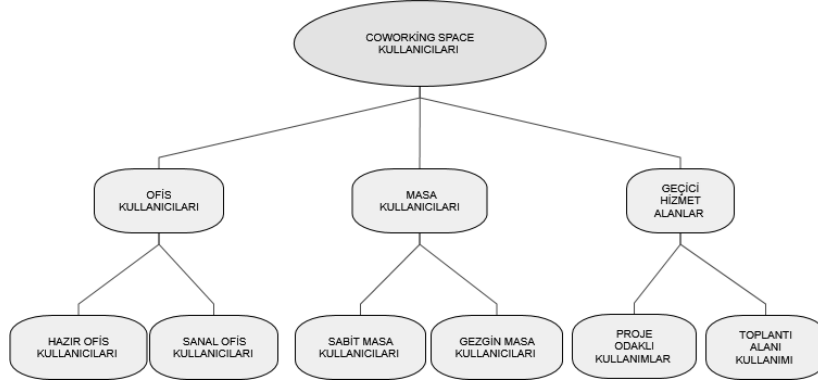 COWORKİNG SPACE
KULLANICILARI
OFİS
KULLANICILARI
MASA
KULLANICILARI
GEÇİCİ
HİZMET
ALANLAR
HAZIR OFİS
KULLANICILARI
SANAL OFİS
KULLANICILARI
SABİT MASA
KULLANICILARI
GEZGİN MASA
KULLANICILARI
PROJE
ODAKLI
KULLANIMLAR
TOPLANTI
ALANI
KULLANIMI